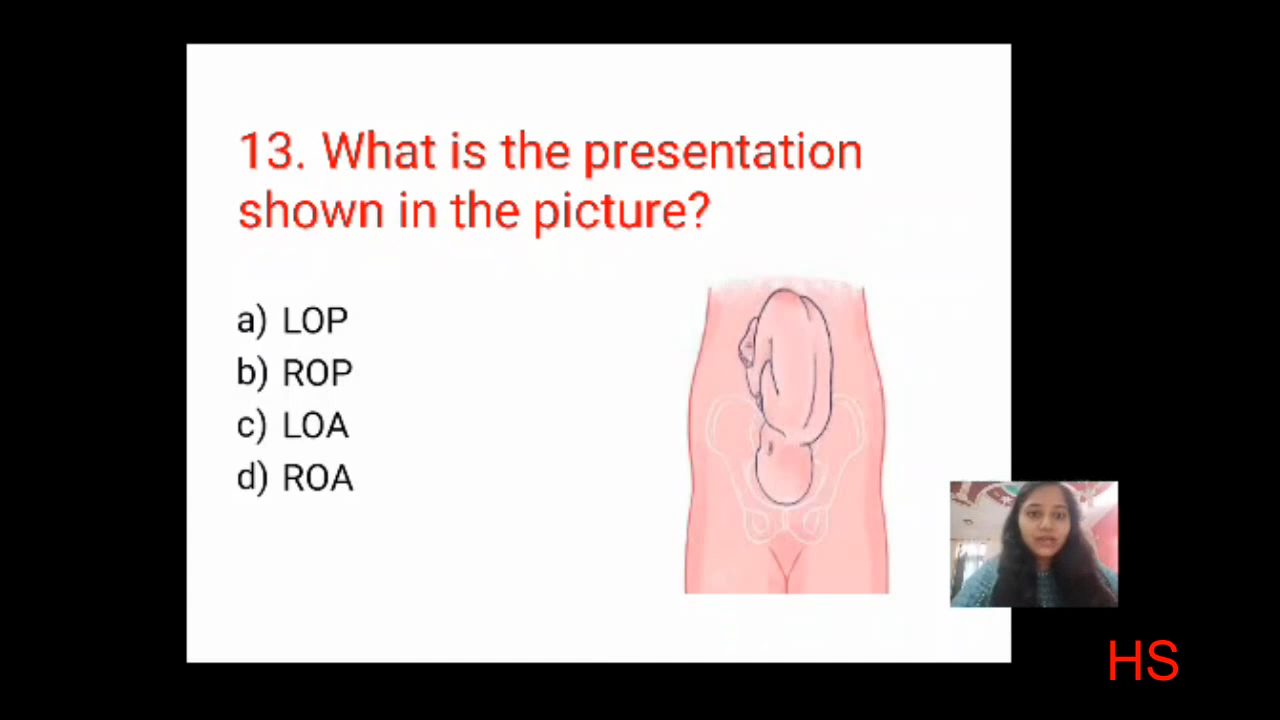 13. What is the presentation
shown in the picture?
a) LOP
b) ROP
c) LOA
d) ROA
HS